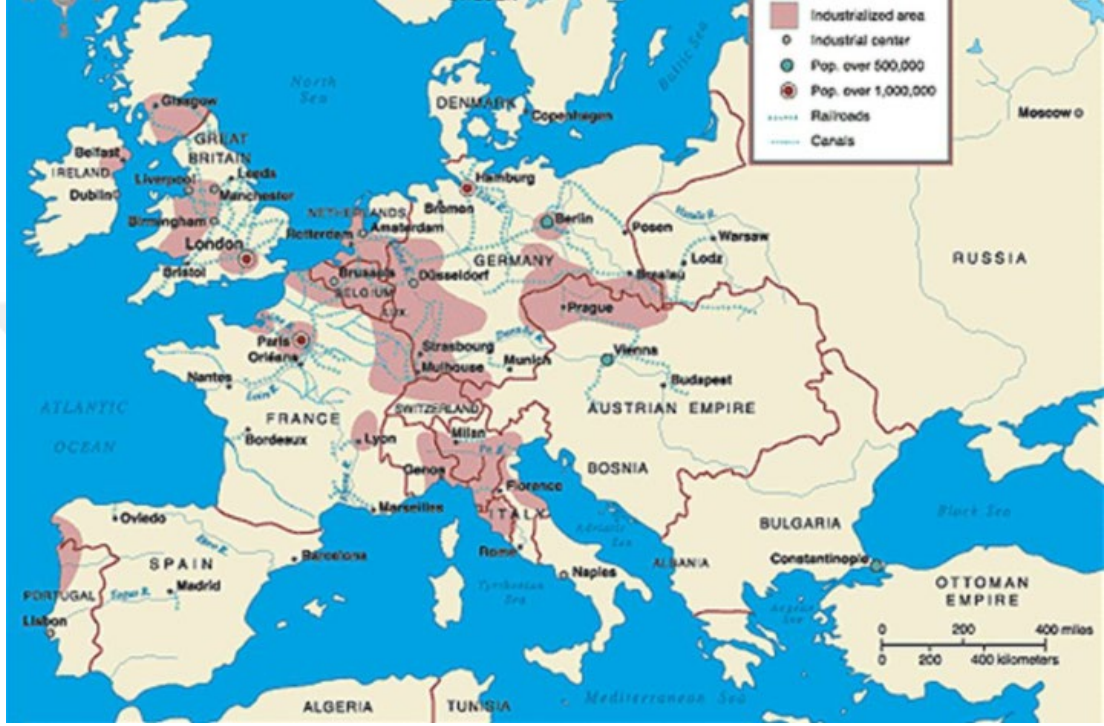 Industrialized area
Industrial center
Pop. over 500,000
Pop. over 1,000,000
Railroads
Canals
North
Sea
Baltic Sea
DENMARK
Copenhagen
Moscow
Glasgow
GREAT
BRITAIN
Belfast
IRELAND
Dublin
Liverpool
Leeds
Manchester
Birmingham
London
Bristol
NETHERLANDS
Amsterdam
Rotterdam
Hamburg
Bremen
Berlin
Posen
Warsaw
Lodz
RUSSIA
GERMANY
Breslau
Brussels
BELGIUM
Düsseldorf
LUX.
Prague
Paris
Orléans
Strasbourg
Mulhouse
Danube R.
Munich
Vienna
Budapest
Nantes
Loire R.
FRANCE
SWITZERLAND
AUSTRIAN EMPIRE
ATLANTIC
OCEAN
Bordeaux
Lyon
Milan
Po R.
BOSNIA
Genoa
Florence
Marseilles
ITALY
Adriatic
Sea
BULGARIA
Black Sea
Oviedo
Ebro R.
Barcelona
SPAIN
Madrid
Rome
Naples
ALBANIA
Constantinople
OTTOMAN
EMPIRE
PORTUGAL
Tagus R.
Lisbon
Tyrrhenian
Sea
Aegean
Sea
0 200 400 miles
0 200 400 kilometers
ALGERIA
TUNISIA
Mediterranean Sea